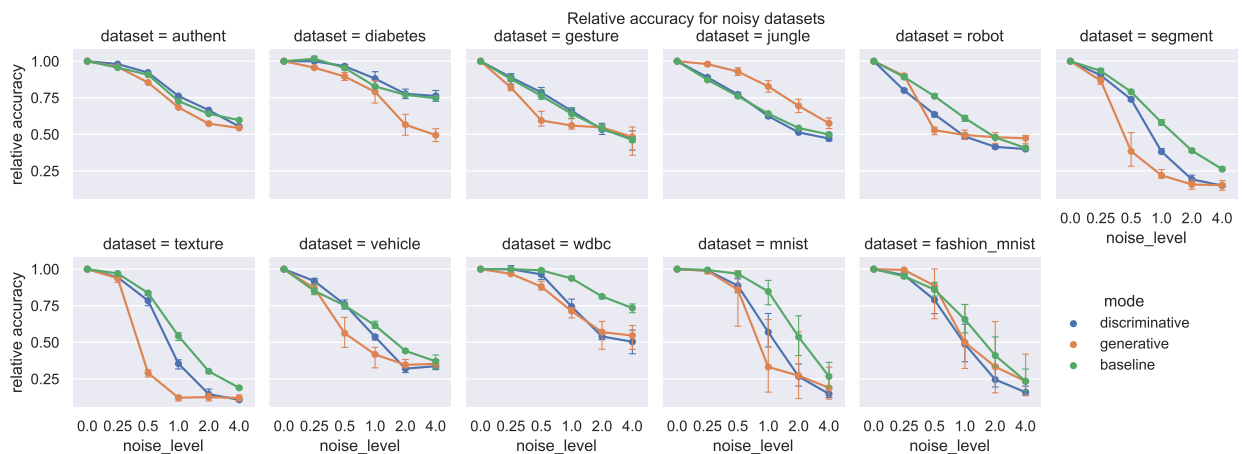 Relative accuracy for noisy datasets
dataset = authent
dataset = diabetes
dataset = gesture
dataset = jungle
dataset = robot
dataset = segment
relative accuracy
1.00
0.75
0.50
0.25
0.0 0.25 0.5 1.0 2.0 4.0
noise_level
dataset = texture
dataset = vehicle
dataset = wdbc
dataset = mnist
dataset = fashion_mnist
relative accuracy
1.00
0.75
0.50
0.25
0.0 0.25 0.5 1.0 2.0 4.0
noise_level
0.0 0.25 0.5 1.0 2.0 4.0
noise_level
0.0 0.25 0.5 1.0 2.0 4.0
noise_level
0.0 0.25 0.5 1.0 2.0 4.0
noise_level
0.0 0.25 0.5 1.0 2.0 4.0
noise_level
mode
discriminative
generative
baseline